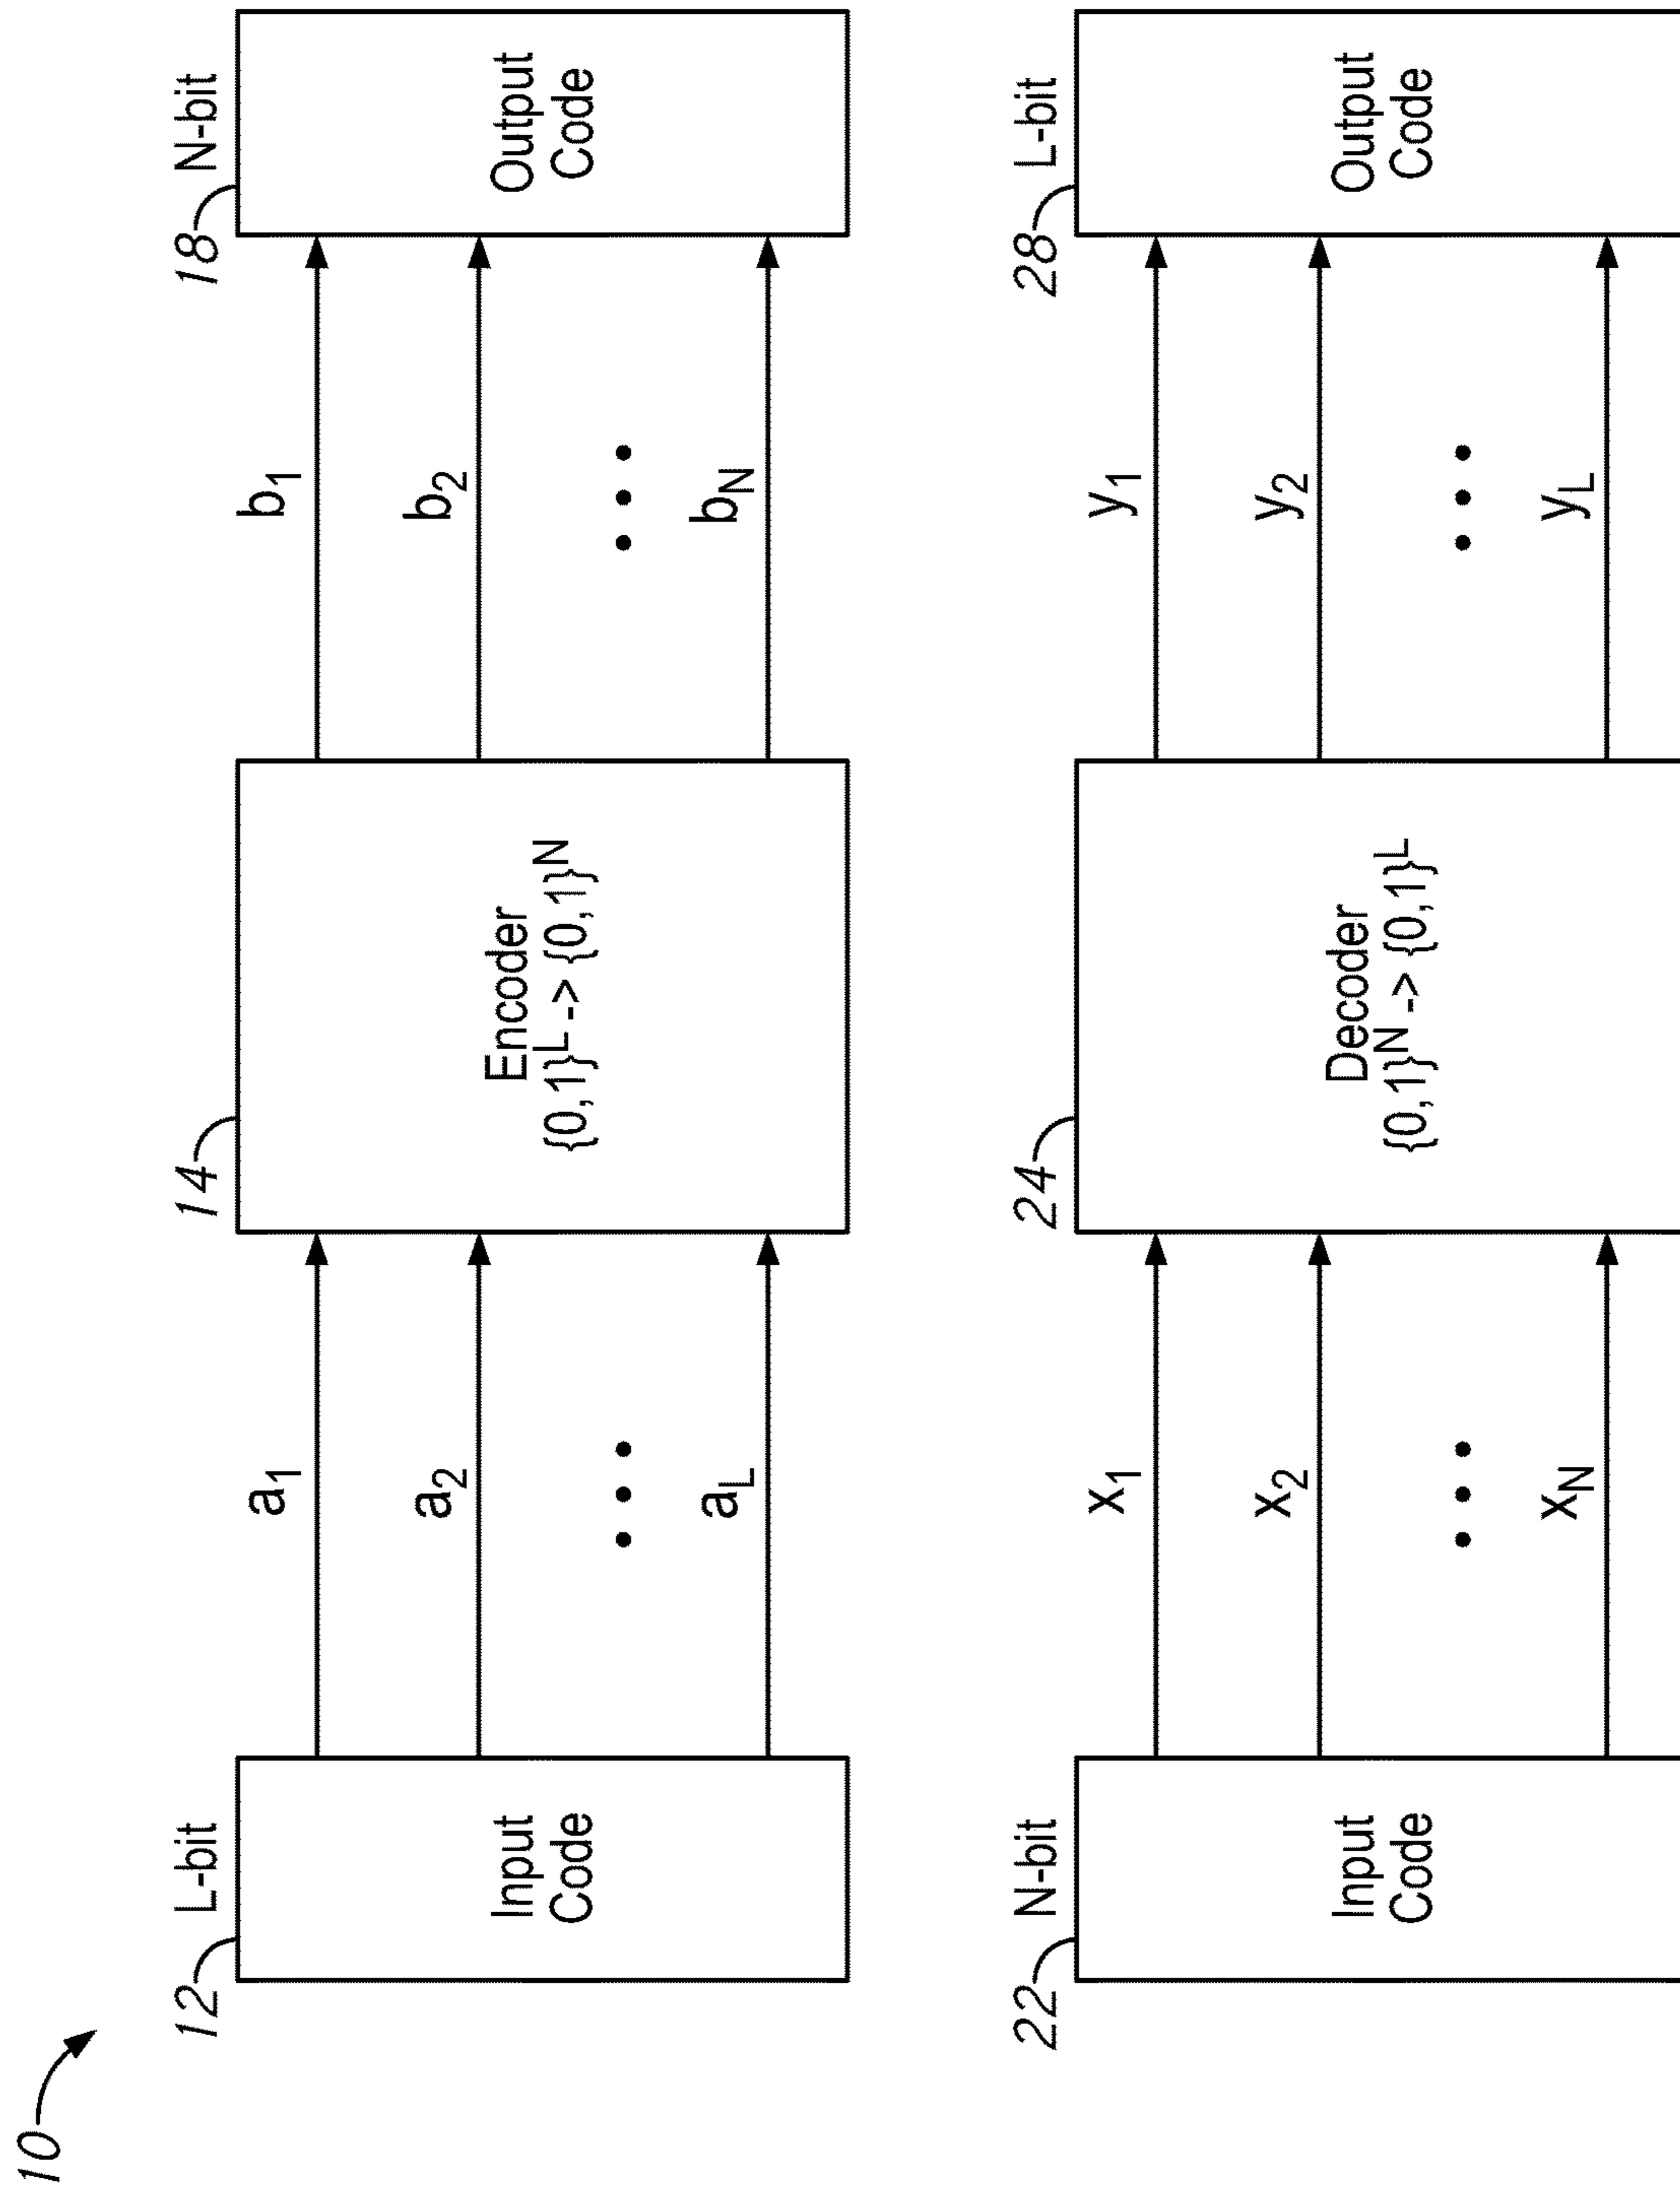 10
12
L-bit
Input
Code
a1
a2
aL
14
Encoder
{0,1}^L -> {0,1}^N
b1
b2
bN
18
N-bit
Output
Code
22
N-bit
Input
Code
x1
x2
xN
24
Decoder
{0,1}^N -> {0,1}^L
y1
y2
yL
28
L-bit
Output
Code